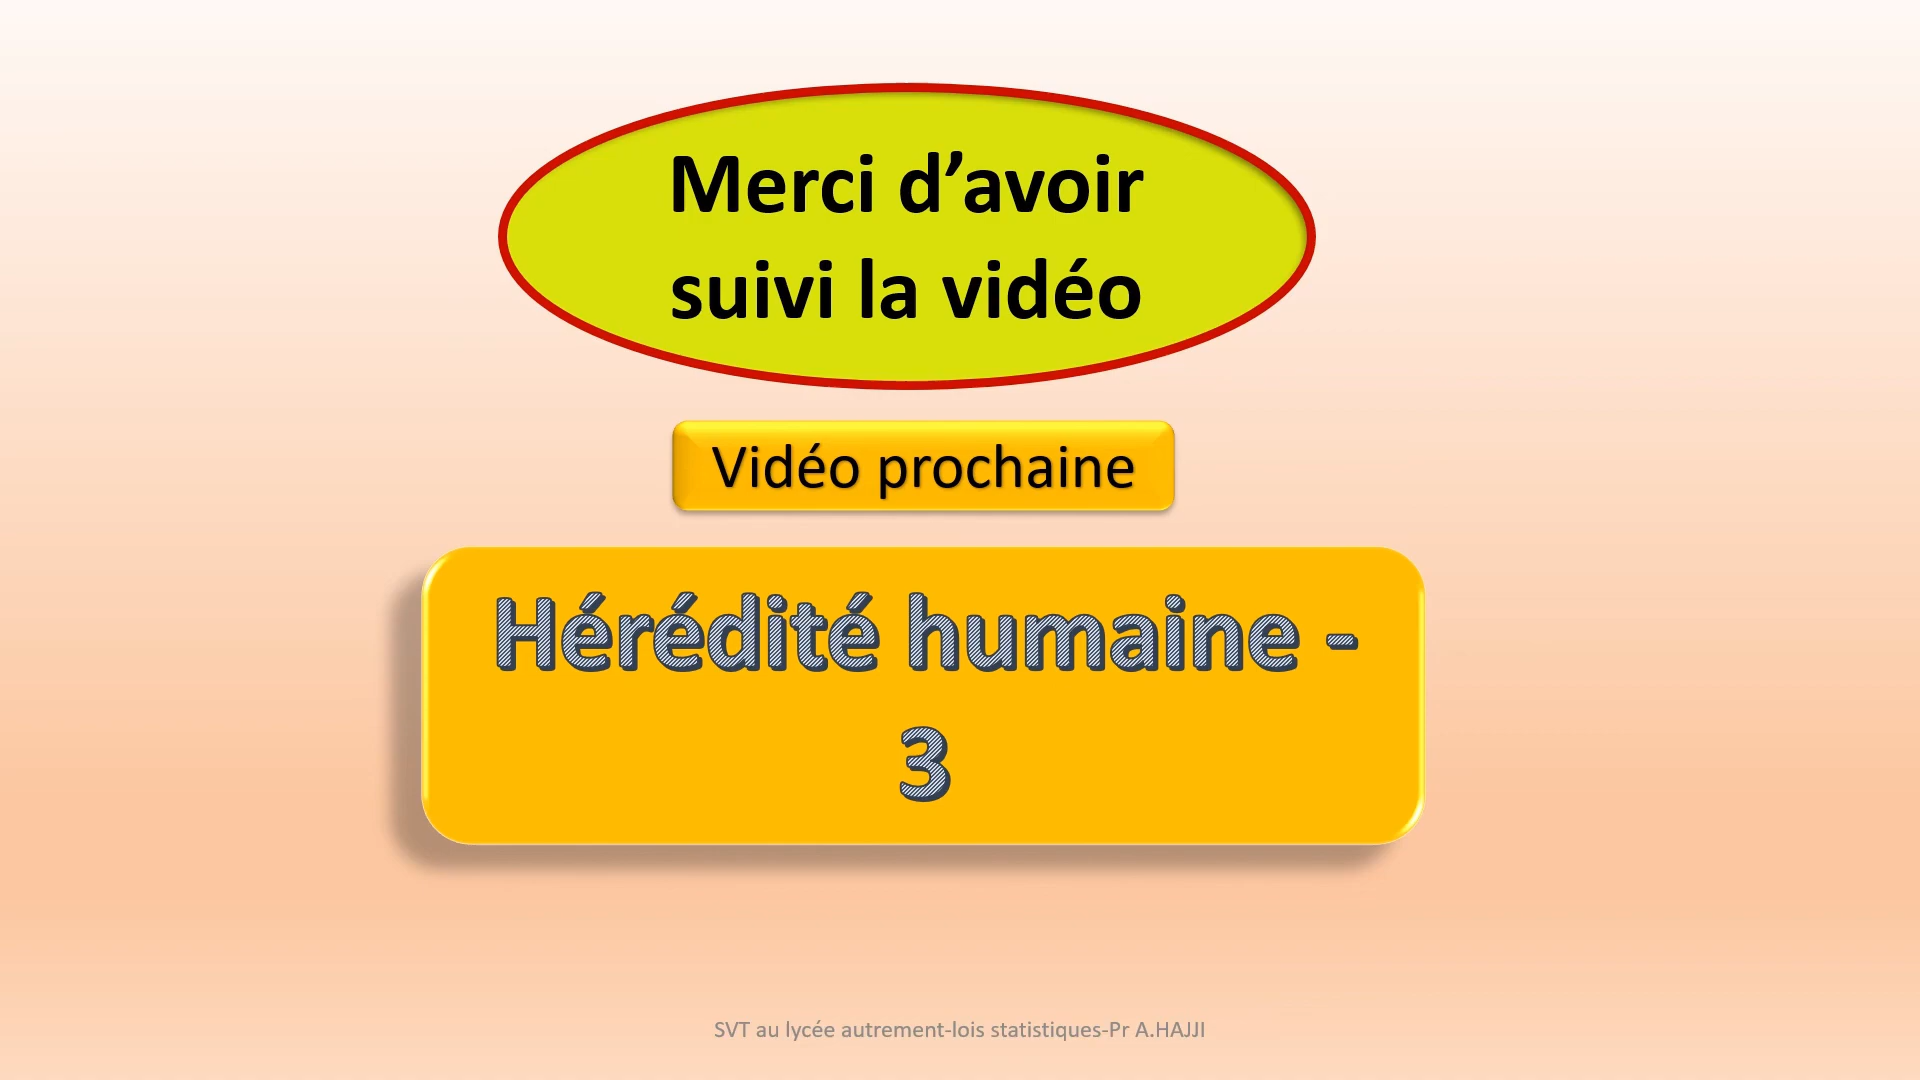 Merci d’avoir
suivi la vidéo
Vidéo prochaine
Hérédité humaine -
3
SVT au lycée autrement-lois statistiques-Pr A.HAJJI